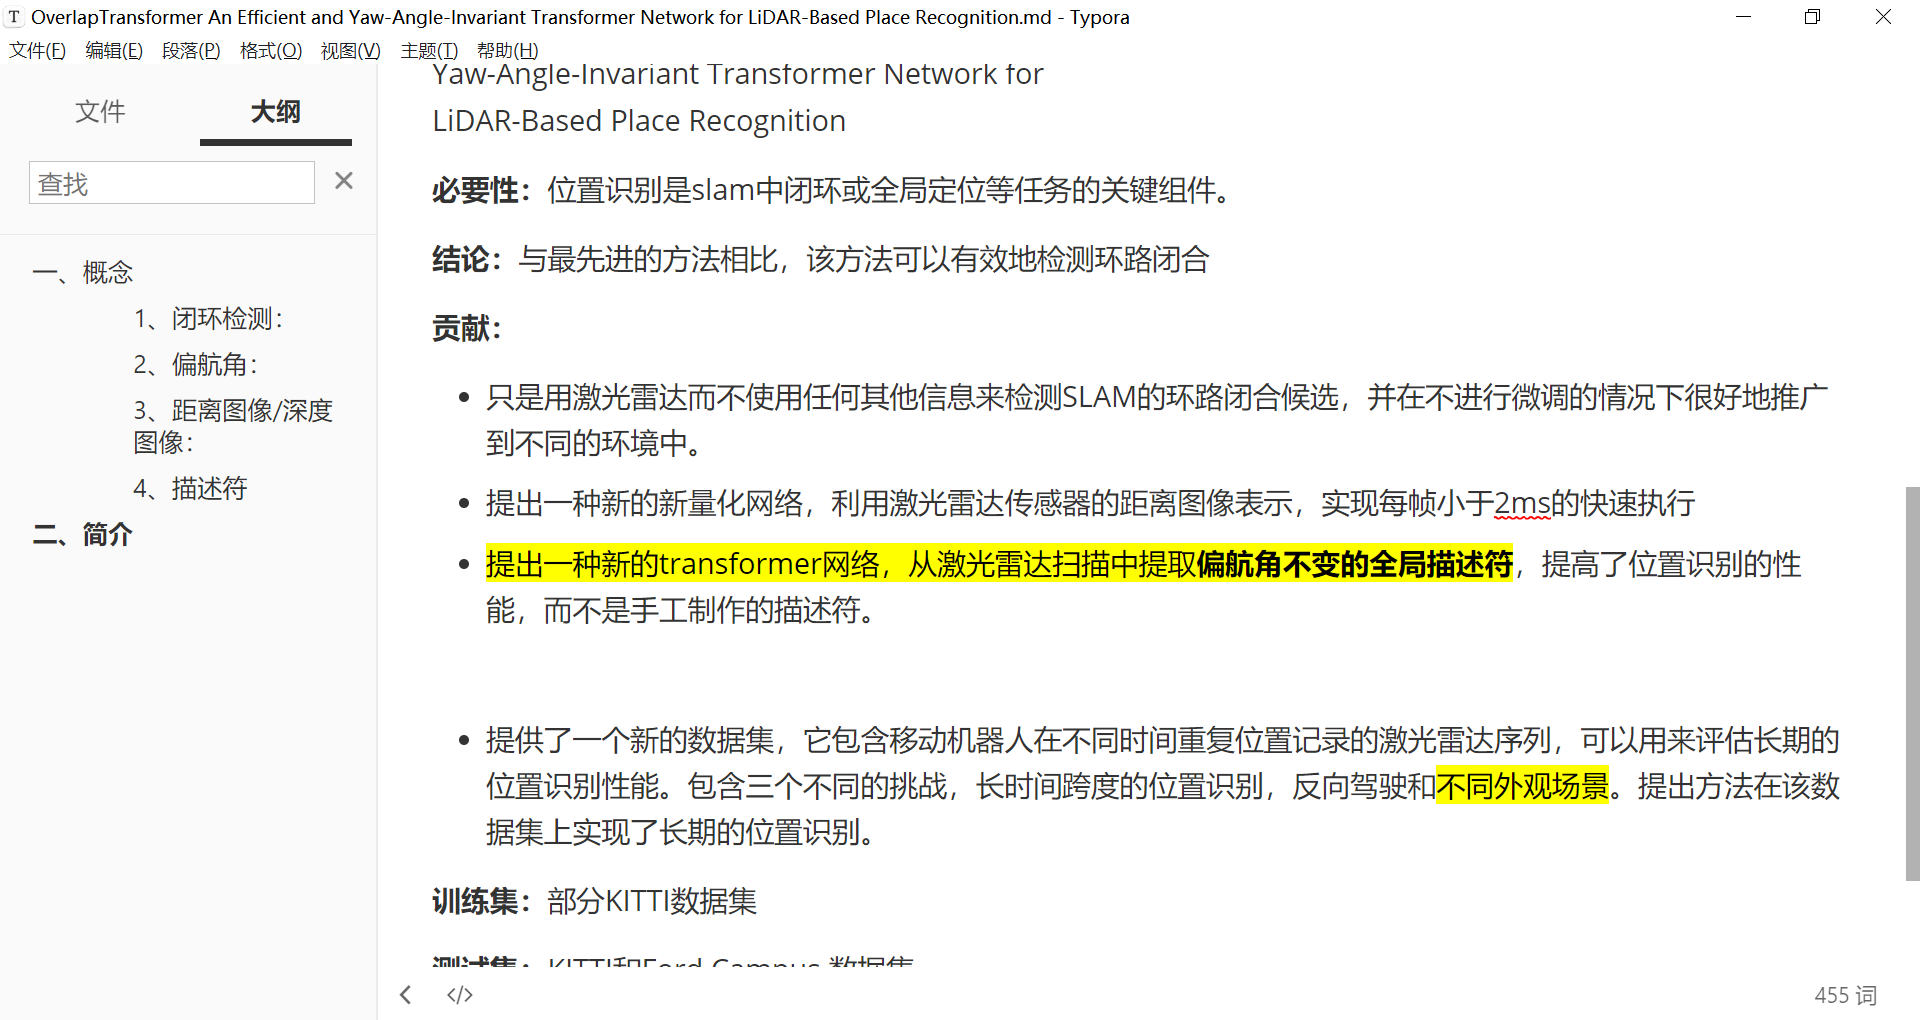 T OverlapTransformer An Efficient and Yaw-Angle-Invariant Transformer Network for LiDAR-Based Place Recognition.md - Typora
文件(F) 编辑(E) 段落(P) 格式(O) 视图(V) 主题(T) 帮助(H)
文件 大纲
查找
一、概念
1、闭环检测：
2、偏航角：
3、距离图像/深度
图像：
4、描述符
二、简介
Yaw-Angle-Invariant Transformer Network for
LiDAR-Based Place Recognition
必要性：位置识别是slam中闭环或全局定位等任务的关键组件。
结论：与最先进的方法相比，该方法可以有效地检测环路闭合
贡献：
只是用激光雷达而不使用任何其他信息来检测SLAM的环路闭合候选，并在不进行微调的情况下很好地推广
到不同的环境中。
提出一种新的新量化网络，利用激光雷达传感器的距离图像表示，实现每帧小于2ms的快速执行
提出一种新的transformer网络，从激光雷达扫描中提取偏航角不变的全局描述符，提高了位置识别的性
能，而不是手工制作的描述符。
提供了一个新的数据集，它包含移动机器人在不同时间重复位置记录的激光雷达序列，可以用来评估长期的
位置识别性能。包含三个不同的挑战，长时间跨度的位置识别，反向驾驶和不同外观场景。提出方法在该数
据集上实现了长期的位置识别。
训练集：部分KITTI数据集
测试集：KITTI和Ford Campus 数据集
</> 455 词